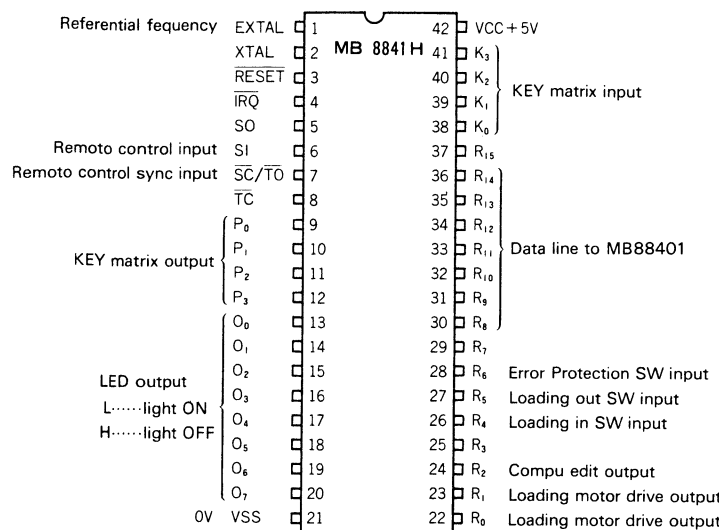 Referential fequency EXTAL 1 42 VCC+5V
XTAL 2 MB 8841H 41 K₃
R̅E̅S̅E̅T̅ 3 40 K₂
I̅R̅Q̅ 4 39 K₁ KEY matrix input
SO 5 38 K₀
Remoto control input SI 6 37 R₁₅
Remoto control sync input S̅C̅/T̅O̅ 7 36 R₁₄
T̅C̅ 8 35 R₁₃
P₀ 9 34 R₁₂
P₁ 10 33 R₁₁ Data line to MB88401
KEY matrix output P₂ 11 32 R₁₀
P₃ 12 31 R₉
O₀ 13 30 R₈
O₁ 14 29 R₇
O₂ 15 28 R₆ Error Protection SW input
LED output O₃ 16 27 R₅ Loading out SW input
L······light ON O₄ 17 26 R₄ Loading in SW input
H······light OFF O₅ 18 25 R₃
O₆ 19 24 R₂ Compu edit output
O₇ 20 23 R₁ Loading motor drive output
0V VSS 21 22 R₀ Loading motor drive output